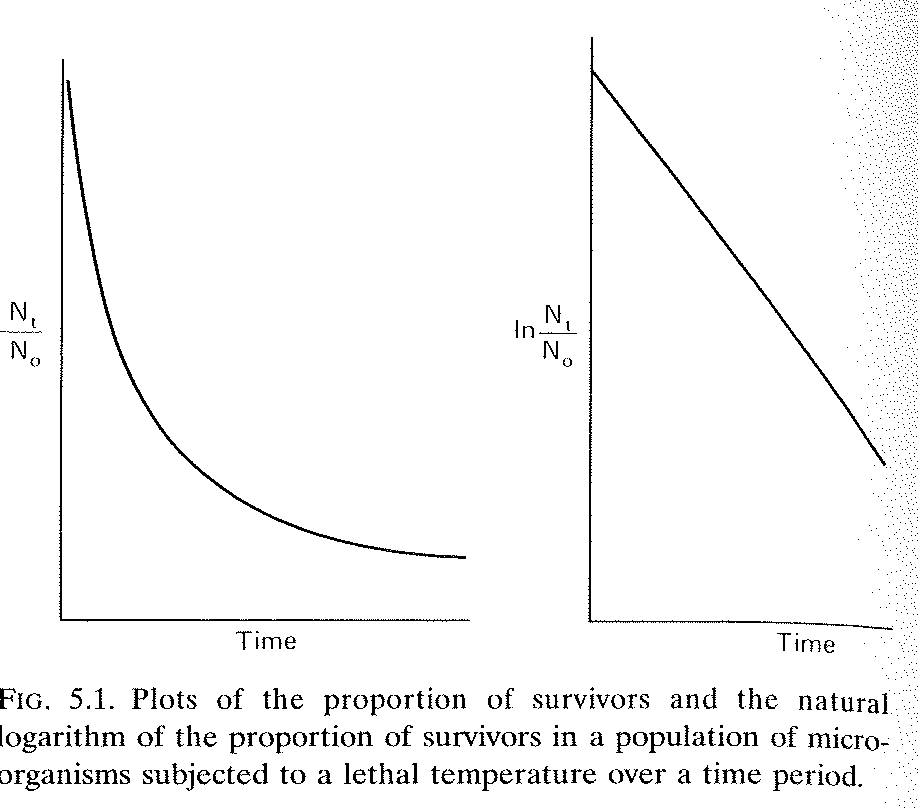 N_t
N_o
ln N_t
N_o
Time
Time
FIG. 5.1. Plots of the proportion of survivors and the natural
logarithm of the proportion of survivors in a population of micro-
organisms subjected to a lethal temperature over a time period.